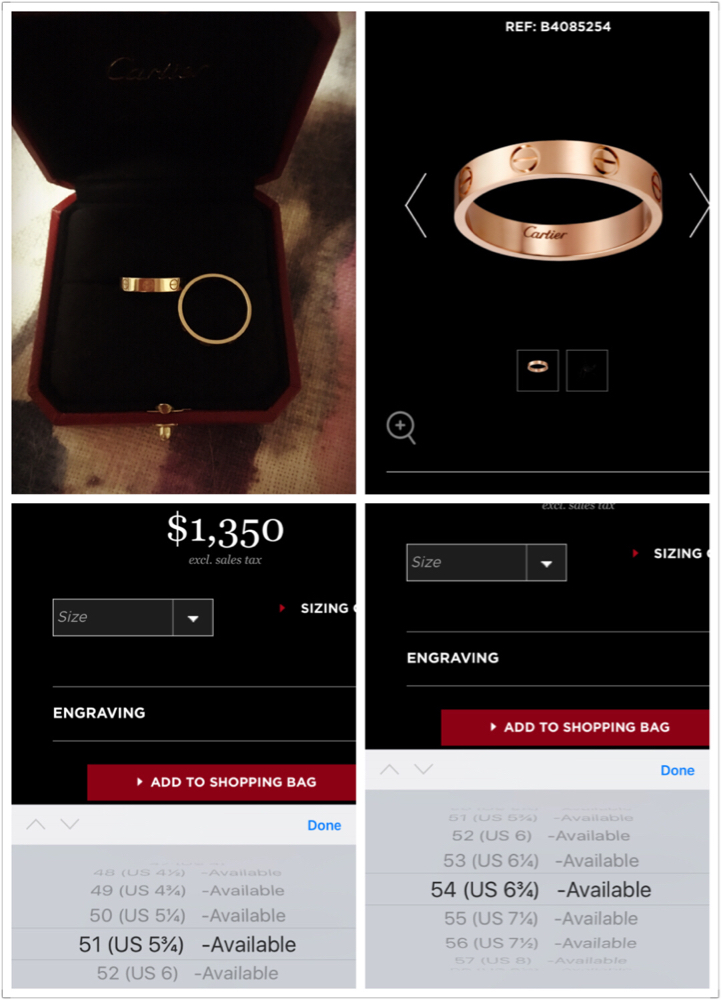 Cartier
REF: B4085254
Cartier
$1,350
excl. sales tax
Size
SIZING
ENGRAVING
ADD TO SHOPPING BAG
Done
48 (US 4½) -Available
49 (US 4¾) -Available
50 (US 5¼) -Available
51 (US 5¾) -Available
52 (US 6) -Available
excl. sales tax
Size
SIZING
ENGRAVING
ADD TO SHOPPING BAG
Done
51 (US 5¾) -Available
52 (US 6) -Available
53 (US 6¼) -Available
54 (US 6¾) -Available
55 (US 7¼) -Available
56 (US 7½) -Available
57 (US 8) -Available